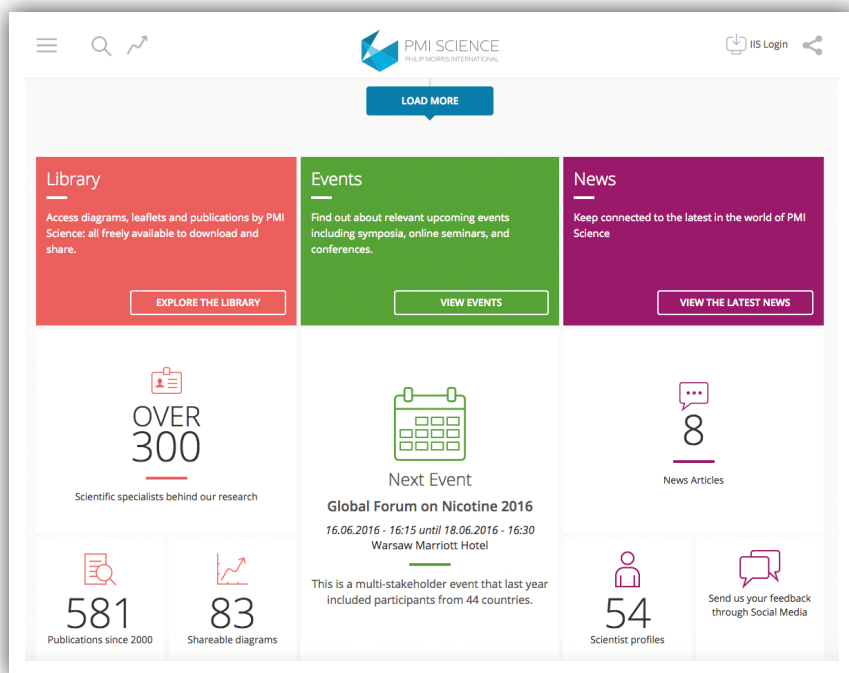 PMI SCIENCE
PHILIP MORRIS INTERNATIONAL
IIS Login
LOAD MORE
Library
Access diagrams, leaflets and publications by PMI
Science: all freely available to download and
share.
EXPLORE THE LIBRARY
Events
Find out about relevant upcoming events
including symposia, online seminars, and
conferences.
VIEW EVENTS
News
Keep connected to the latest in the world of PMI
Science
VIEW THE LATEST NEWS
OVER
300
Scientific specialists behind our research
581
Publications since 2000
83
Shareable diagrams
Next Event
Global Forum on Nicotine 2016
16.06.2016 - 16:15 until 18.06.2016 - 16:30
Warsaw Marriott Hotel
This is a multi-stakeholder event that last year
included participants from 44 countries.
8
News Articles
54
Scientist profiles
Send us your feedback
through Social Media